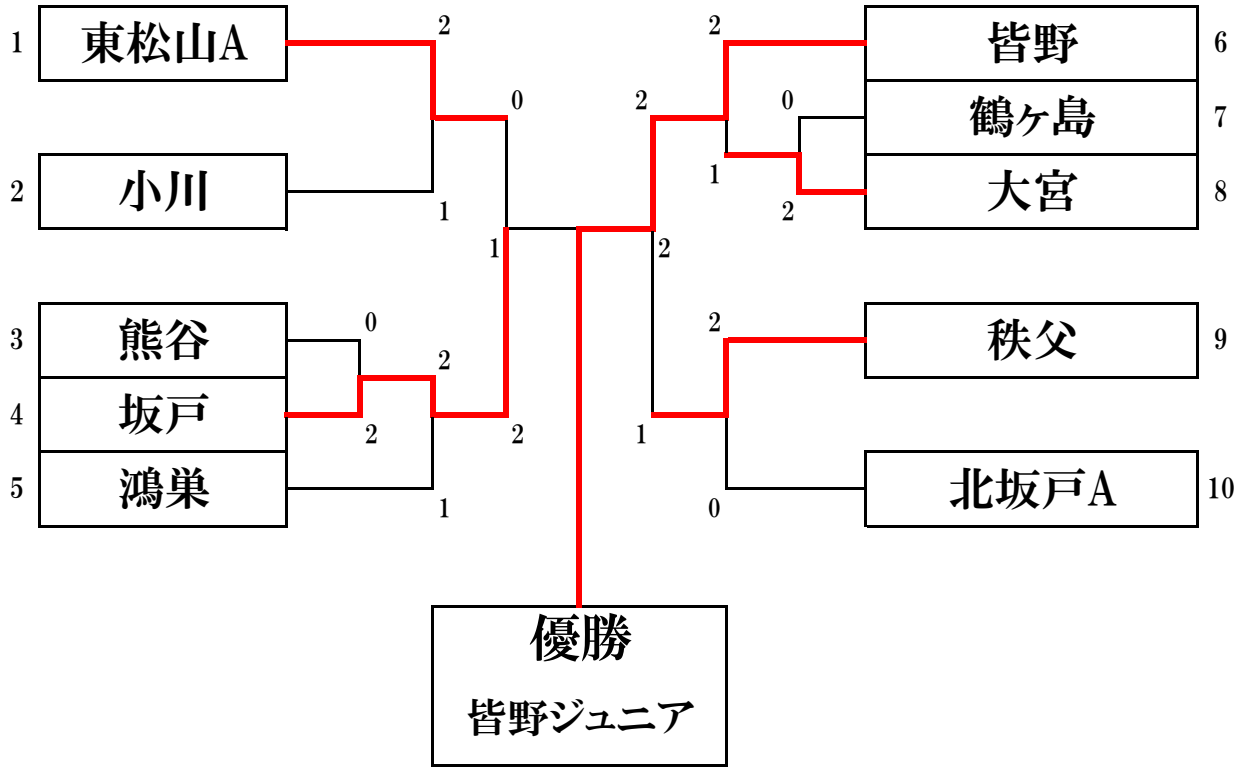 1 東松山A 2 2 皆野 6
0 2 0
鶴ヶ島 7
2 小川 1 1 2 大宮 8
1 2
3 熊谷 0 2 2 秩父 9
4 坂戸 2 2 1
5 鴻巣 1 0 北坂戸A 10
優勝
皆野ジュニア